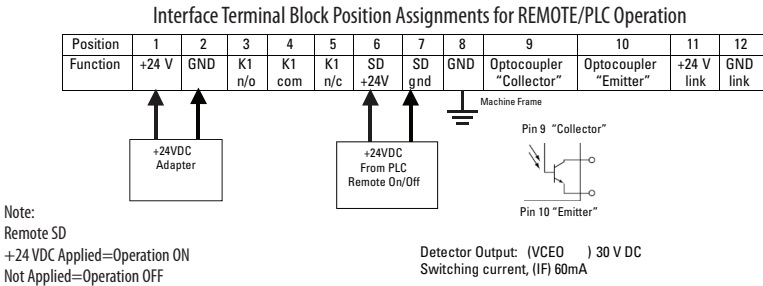 Interface Terminal Block Position Assignments for REMOTE/PLC Operation
Position 1 2 3 4 5 6 7 8 9 10 11 12
Function +24 V GND K1 n/o K1 com K1 n/c SD +24V SD gnd GND Optocoupler "Collector" Optocoupler "Emitter" +24 V link GND link
Machine Frame
+24VDC
Adapter
+24VDC
From PLC
Remote On/Off
Pin 9 "Collector"
Pin 10 "Emitter"
Note:
Remote SD
+24 VDC Applied=Operation ON
Not Applied=Operation OFF
Detector Output: (VCEO ) 30 V DC
Switching current, (IF) 60mA